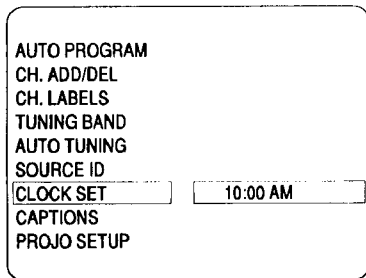 AUTO PROGRAM
CH. ADD/DEL
CH. LABELS
TUNING BAND
AUTO TUNING
SOURCE ID
CLOCK SET 10:00 AM
CAPTIONS
PROJO SETUP